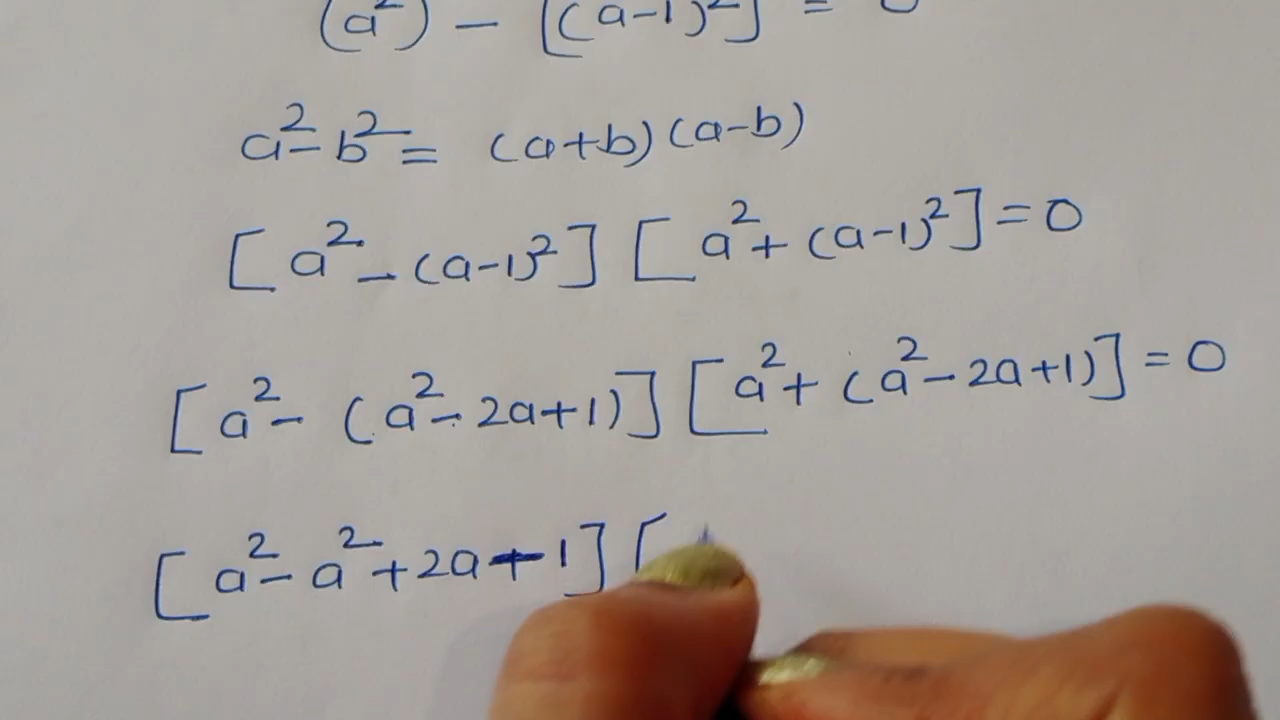 (a²) - [(a-1)²] = 0
a² - b² = (a+b)(a-b)
[a² - (a-1)²] [a² + (a-1)²] = 0
[a² - (a² - 2a+1)] [a² + (a² - 2a+1)] = 0
[a² - a² + 2a - 1] [